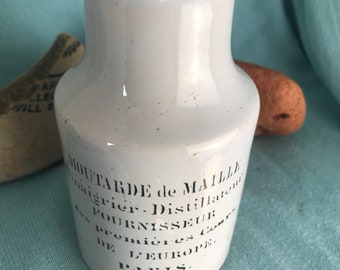 MOUTARDE de MAILLE
Vinaigrier-Distillateur
FOURNISSEUR
des premières Cours
DE L'EUROPE.
PARIS.